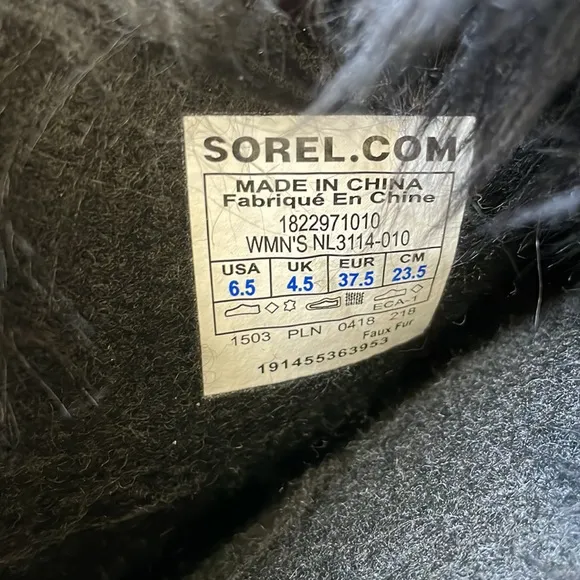 SOREL.COM
MADE IN CHINA
Fabriqué En Chine
1822971010
WMN'S NL3114-010
USA UK EUR CM
6.5 4.5 37.5 23.5
ECA-1
1503 PLN 0418 218
Faux Fur
191455363953